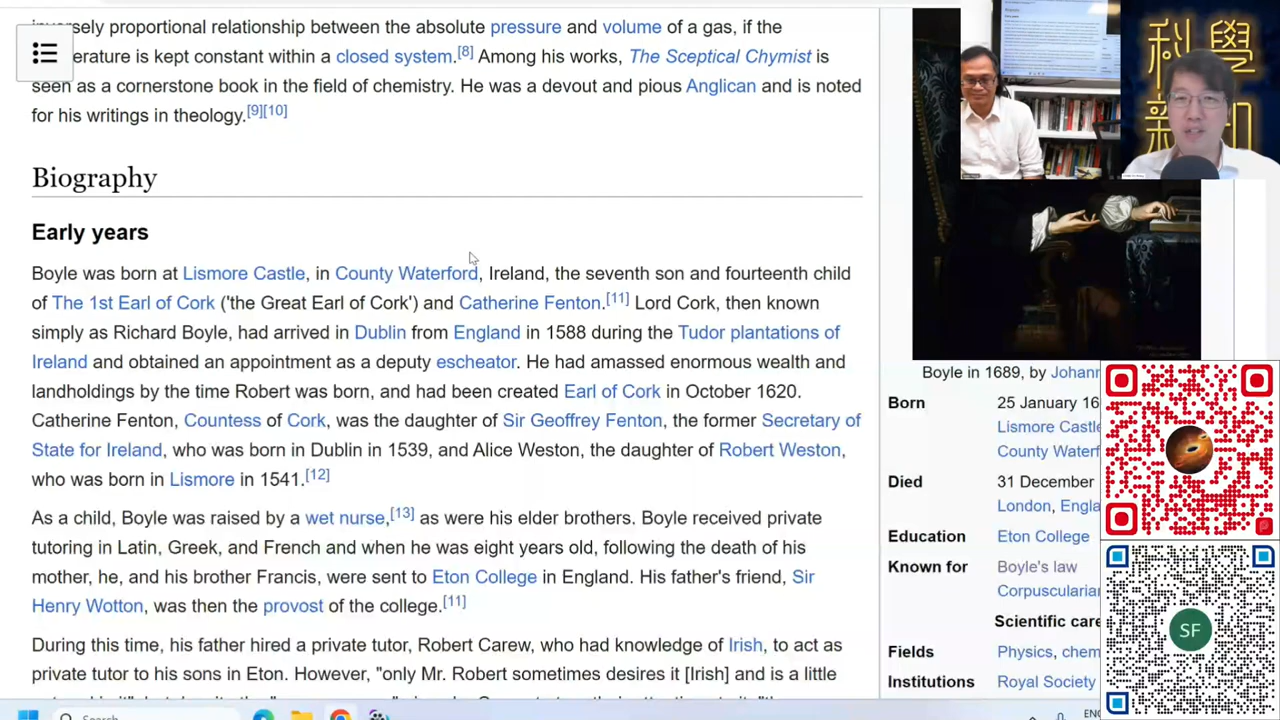 inversely proportional relationship between the absolute pressure and volume of a gas, if the
temperature is kept constant within a closed system.[8] Among his works, The Sceptical Chymist is
seen as a cornerstone book in the field of chemistry. He was a devout and pious Anglican and is noted
for his writings in theology.[9][10]
Biography
Early years
Boyle was born at Lismore Castle, in County Waterford, Ireland, the seventh son and fourteenth child
of The 1st Earl of Cork ('the Great Earl of Cork') and Catherine Fenton.[11] Lord Cork, then known
simply as Richard Boyle, had arrived in Dublin from England in 1588 during the Tudor plantations of
Ireland and obtained an appointment as a deputy escheator. He had amassed enormous wealth and
landholdings by the time Robert was born, and had been created Earl of Cork in October 1620.
Catherine Fenton, Countess of Cork, was the daughter of Sir Geoffrey Fenton, the former Secretary of
State for Ireland, who was born in Dublin in 1539, and Alice Weston, the daughter of Robert Weston,
who was born in Lismore in 1541.[12]
As a child, Boyle was raised by a wet nurse,[13] as were his elder brothers. Boyle received private
tutoring in Latin, Greek, and French and when he was eight years old, following the death of his
mother, he, and his brother Francis, were sent to Eton College in England. His father's friend, Sir
Henry Wotton, was then the provost of the college.[11]
During this time, his father hired a private tutor, Robert Carew, who had knowledge of Irish, to act as
private tutor to his sons in Eton. However, "only Mr. Robert sometimes desires it [Irish] and is a little
Boyle in 1689, by Johann
Born 25 January 16
Lismore Castle
County Waterf
Died 31 December
London, Engla
Education Eton College
Known for Boyle's law
Corpuscularian
Scientific care
Fields Physics, chem
Institutions Royal Society
科學
新知
SF
Search
ENG